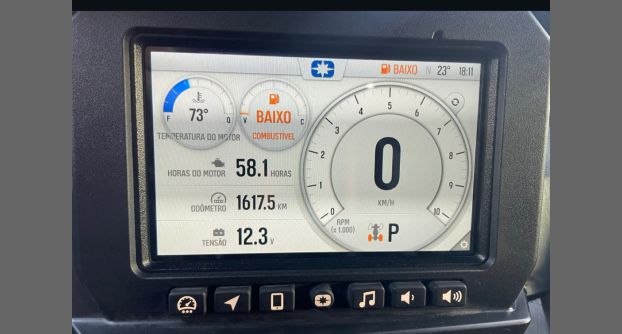 BAIXO N 23° 18:11
F 73° Q
TEMPERATURA DO MOTOR
V BAIXO C
COMBUSTÍVEL
HORAS DO MOTOR 58.1 HORAS
ODÔMETRO 1617.5 KM
TENSÃO 12.3 V
0 1 2 3 4 5 6 7 8 9 10
0
KM/H
RPM
(x 1.000)
P